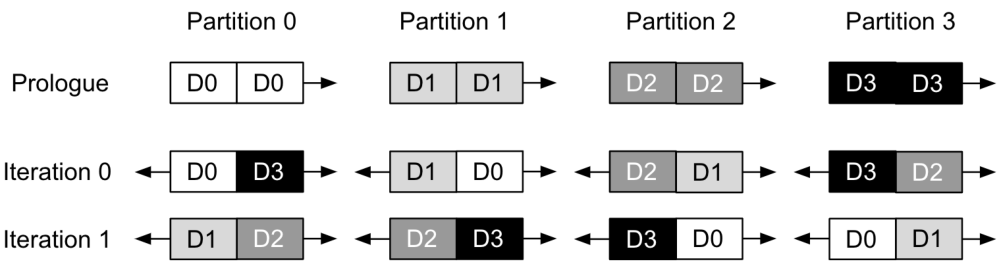 Partition 0 Partition 1 Partition 2 Partition 3
Prologue D0 D0 D1 D1 D2 D2 D3 D3
Iteration 0 D0 D3 D1 D0 D2 D1 D3 D2
Iteration 1 D1 D2 D2 D3 D3 D0 D0 D1